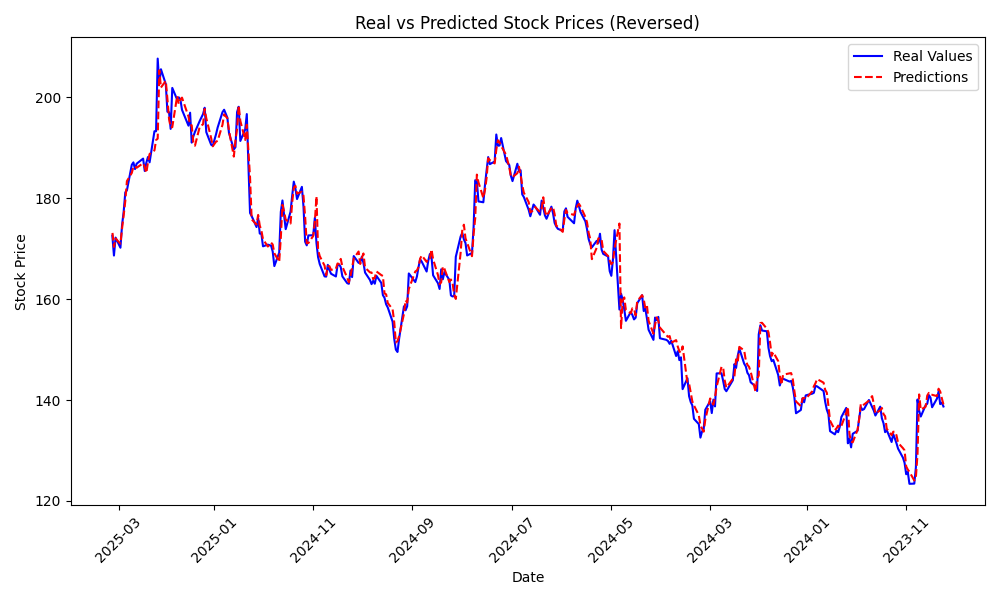 Real vs Predicted Stock Prices (Reversed)
Real Values
Predictions
Stock Price
200
180
160
140
120
2025-03
2025-01
2024-11
2024-09
2024-07
2024-05
2024-03
2024-01
2023-11
Date